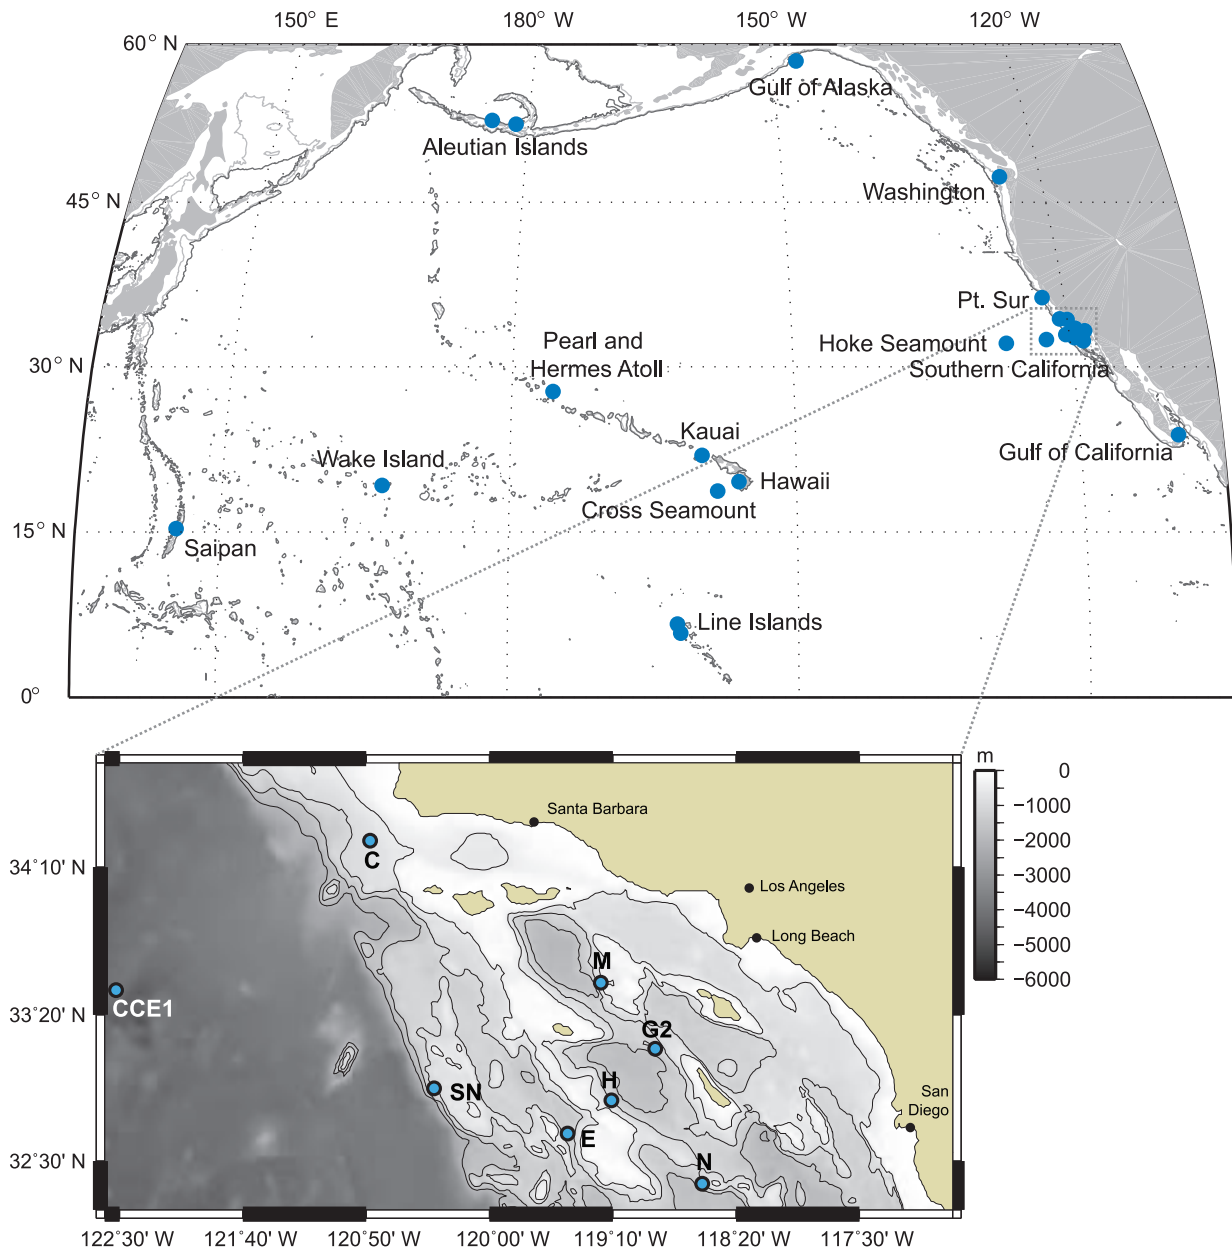 150° E
180° W
150° W
120° W
60° N
Gulf of Alaska
Aleutian Islands
Washington
45° N
Pt. Sur
Pearl and
Hermes Atoll
Hoke Seamount
Southern California
30° N
Kauai
Gulf of California
Wake Island
Hawaii
Cross Seamount
15° N
Saipan
Line Islands
0°
m
0
−1000
−2000
−3000
−4000
−5000
−6000
Santa Barbara
C
34°10' N
Los Angeles
Long Beach
M
CCE1
33°20' N
G2
H
SN
San
Diego
E
32°30' N
N
122°30' W
121°40' W
120°50' W
120°00' W
119°10' W
118°20' W
117°30' W